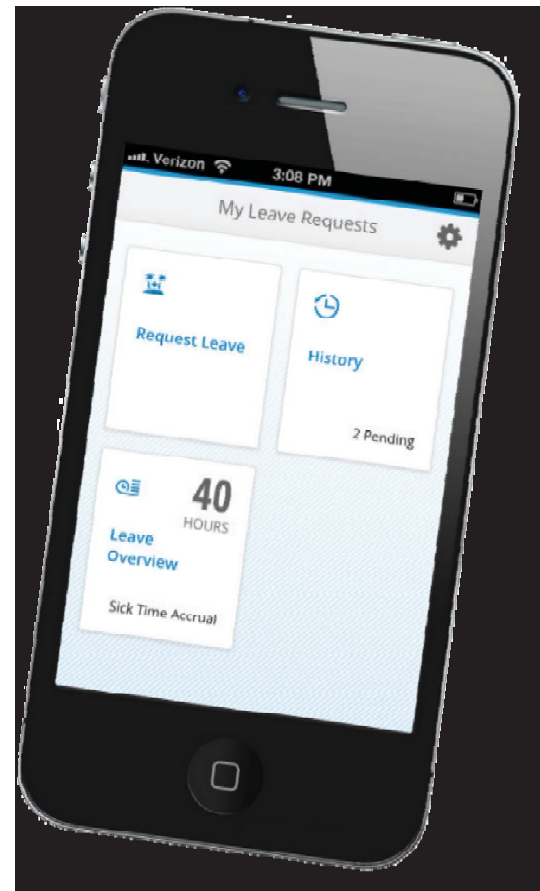 Verizon
3:08 PM
My Leave Requests
Request Leave
History
2 Pending
40
HOURS
Leave
Overview
Sick Time Accrual